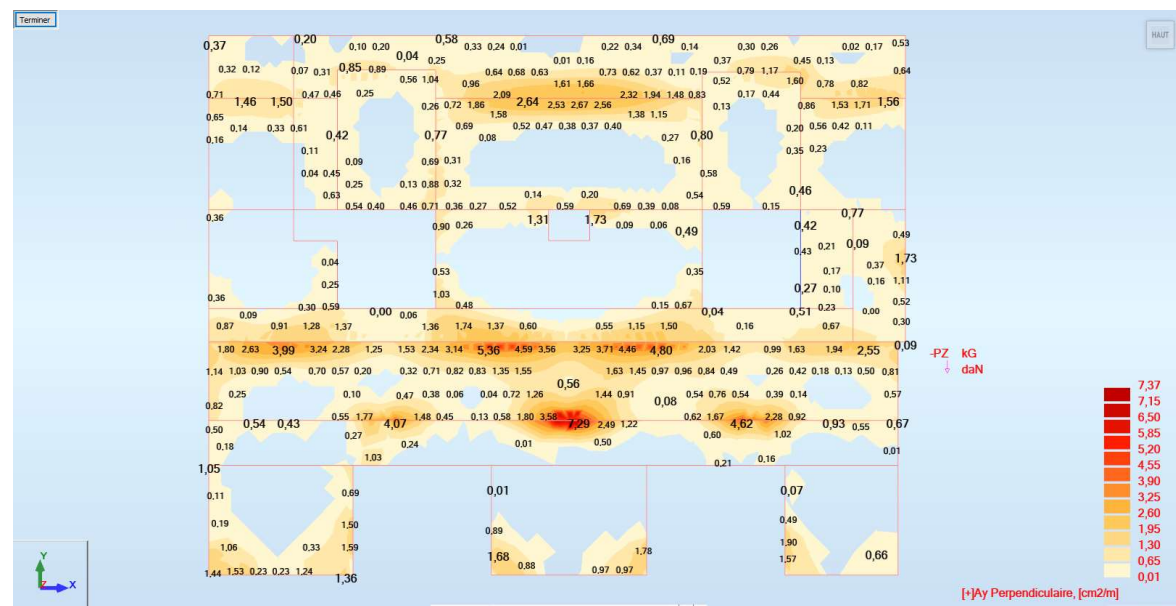 Terminer
HAUT
0,37 0,20 0,10 0,20 0,04 0,58 0,33 0,24 0,01 0,22 0,34 0,69 0,14 0,30 0,26 0,02 0,17 0,53
0,32 0,12 0,07 0,31 0,85 0,89 0,25 0,01 0,16 0,37 0,45 0,13
0,56 1,04 0,64 0,68 0,63 0,73 0,62 0,37 0,11 0,19 0,79 1,17 0,64
0,96 1,61 1,66 0,52 1,60 0,78 0,82
0,71 1,46 1,50 0,47 0,46 0,25 2,09 2,32 1,94 1,48 0,83 0,17 0,44
0,26 0,72 1,86 2,64 2,53 2,67 2,56 0,13 0,86 1,53 1,71 1,56
0,65 1,58 1,38 1,15
0,14 0,33 0,61 0,69 0,52 0,47 0,38 0,37 0,40 0,20 0,56 0,42 0,11
0,16 0,42 0,77 0,08 0,27 0,80
0,11 0,35 0,23
0,09 0,69 0,31 0,16
0,04 0,45 0,58
0,25 0,13 0,88 0,32
0,63 0,14 0,20 0,54 0,46
0,54 0,40 0,46 0,71 0,36 0,27 0,52 0,59 0,69 0,39 0,08 0,59 0,15
0,36 1,31 1,73 0,77
0,90 0,26 0,09 0,06 0,49 0,42 0,49
0,43 0,21 0,09
0,04 0,37 1,73
0,53 0,35 0,17
0,25 0,16 1,11
1,03 0,27 0,10
0,36 0,30 0,59 0,48 0,15 0,67 0,23 0,52
0,09 0,00 0,06 0,04 0,51 0,00
0,87 0,91 1,28 1,37 1,36 1,74 1,37 0,60 0,55 1,15 1,50 0,16 0,67 0,30
1,80 2,63 3,99 3,24 2,28 1,25 1,53 2,34 3,14 5,36 4,59 3,56 3,25 3,71 4,46 4,80 2,03 1,42 0,99 1,63 1,94 2,55 0,09
-PZ kG
daN
1,14 1,03 0,90 0,54 0,70 0,57 0,20 0,32 0,71 0,82 0,83 1,35 1,55 1,63 1,45 0,97 0,96 0,84 0,49 0,26 0,42 0,18 0,13 0,50 0,81
0,56
0,25 0,10 0,47 0,38 0,06 0,04 0,72 1,26 1,44 0,91 0,54 0,76 0,54 0,39 0,14 0,57
0,82 0,08
0,55 1,77 1,48 0,45 0,13 0,58 1,80 3,58 0,62 1,67 2,28 0,92
0,50 0,54 0,43 4,07 7,29 2,49 1,22 4,62 0,93 0,55 0,67
0,27 0,60 1,02
0,18 0,24 0,01 0,50 0,01
1,03 0,21 0,16
1,05
0,11 0,69 0,01 0,07
0,19 1,50 0,89 0,49
1,06 0,33 1,59 1,68 1,78 1,90 0,66
1,44 1,53 0,23 0,23 1,24 1,36 0,88 0,97 0,97 1,57
7,37
7,15
6,50
5,85
5,20
4,55
3,90
3,25
2,60
1,95
1,30
0,65
0,01
[+]Ay Perpendiculaire, [cm2/m]
Y
Z
X